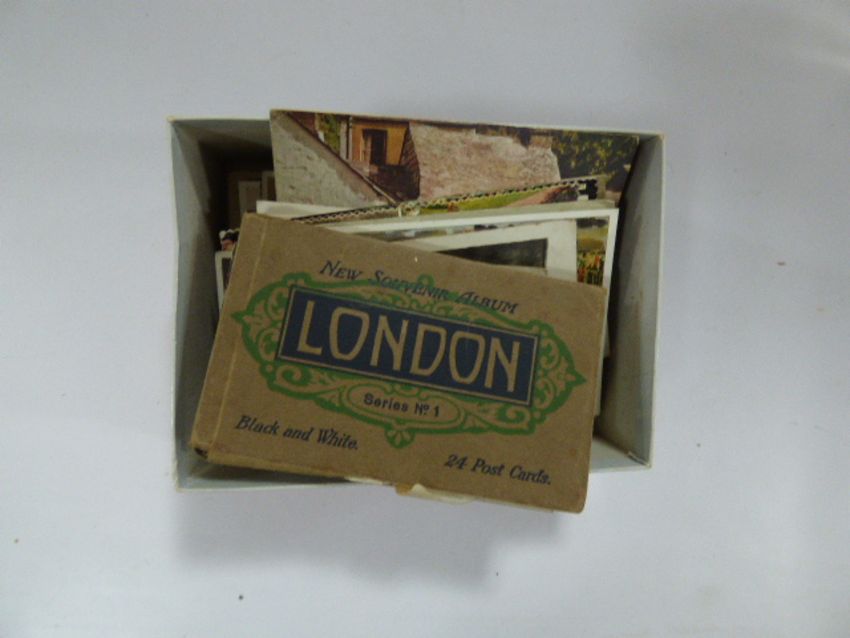 New Souvenir Album
LONDON
Series Nº 1
Black and White.
24 Post Cards.